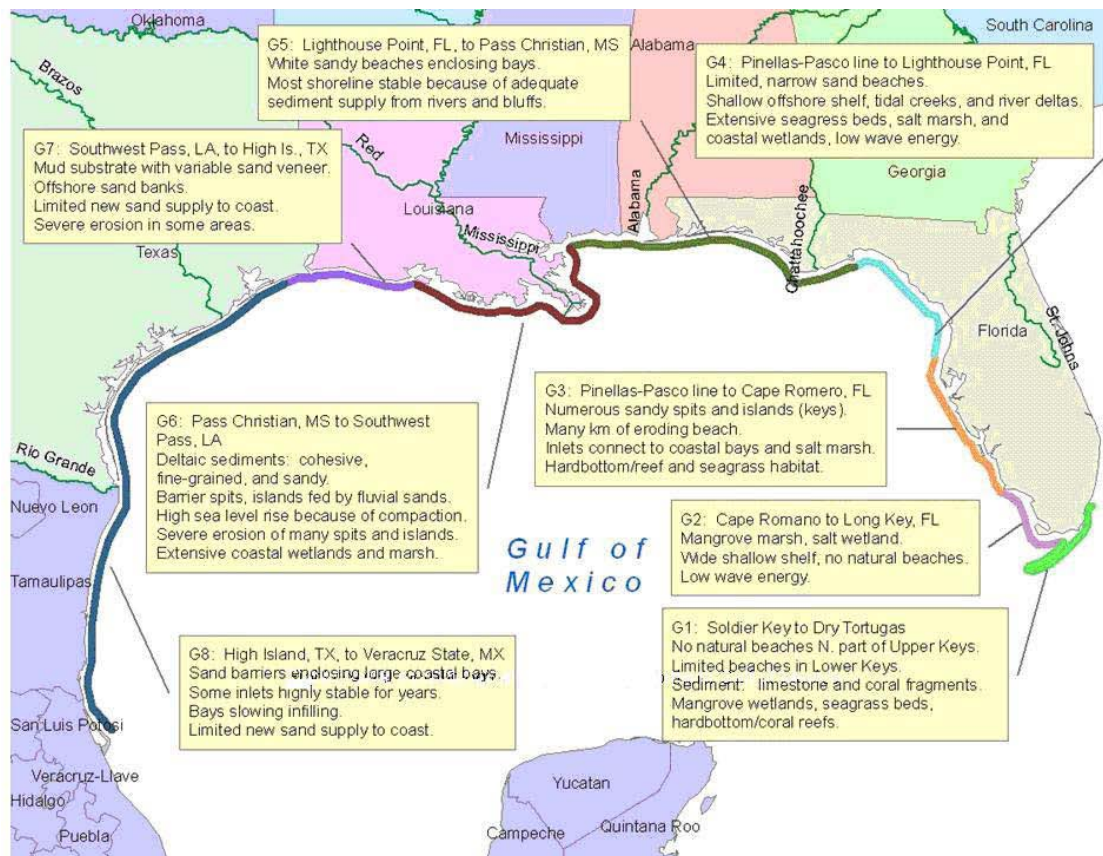 Oklahoma
South Carolina
Alabama
Brazos
G5: Lighthouse Point, FL, to Pass Christian, MS
White sandy beaches enclosing bays.
Most shoreline stable because of adequate
sediment supply from rivers and bluffs.
G4: Pinellas-Pasco line to Lighthouse Point, FL
Limited, narrow sand beaches.
Shallow offshore shelf, tidal creeks, and river deltas.
Extensive seagrass beds, salt marsh, and
coastal wetlands, low wave energy.
Red
Mississippi
Georgia
G7: Southwest Pass, LA, to High Is., TX
Mud substrate with variable sand veneer.
Offshore sand banks.
Limited new sand supply to coast.
Severe erosion in some areas.
Louisiana
Mississippi
Alabama
Chattahoochee
Texas
Florida
St. Johns
G3: Pinellas-Pasco line to Cape Romero, FL
Numerous sandy spits and islands (keys).
Many km of eroding beach.
Inlets connect to coastal bays and salt marsh.
Hardbottom/reef and seagrass habitat.
G6: Pass Christian, MS to Southwest
Pass, LA
Deltaic sediments: cohesive,
fine-grained, and sandy.
Barrier spits, islands fed by fluvial sands.
High sea level rise because of compaction.
Severe erosion of many spits and islands.
Extensive coastal wetlands and marsh.
Rio Grande
Nuevo Leon
G2: Cape Romano to Long Key, FL
Mangrove marsh, salt wetland.
Wide shallow shelf, no natural beaches.
Low wave energy.
Gulf of
Mexico
Tamaulipas
G1: Soldier Key to Dry Tortugas
No natural beaches N. part of Upper Keys.
Limited beaches in Lower Keys.
Sediment: limestone and coral fragments.
Mangrove wetlands, seagrass beds,
hardbottom/coral reefs.
G8: High Island, TX, to Veracruz State, MX
Sand barriers enclosing large coastal bays.
Some inlets highly stable for years.
Bays slowing infilling.
Limited new sand supply to coast.
San Luis Potosi
Veracruz-Llave
Hidalgo
Puebla
Yucatan
Campeche
Quintana Roo